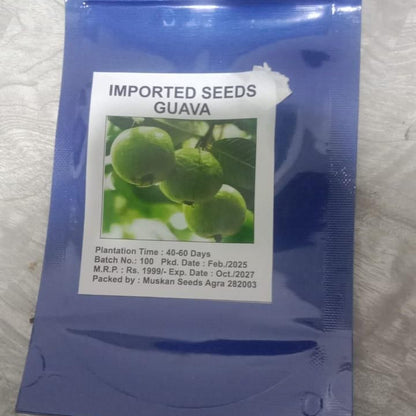 IMPORTED SEEDS
GUAVA
Plantation Time : 40-60 Days
Batch No.: 100 Pkd. Date : Feb./2025
M.R.P. : Rs. 1999/- Exp. Date : Oct./2027
Packed by : Muskan Seeds Agra 282003